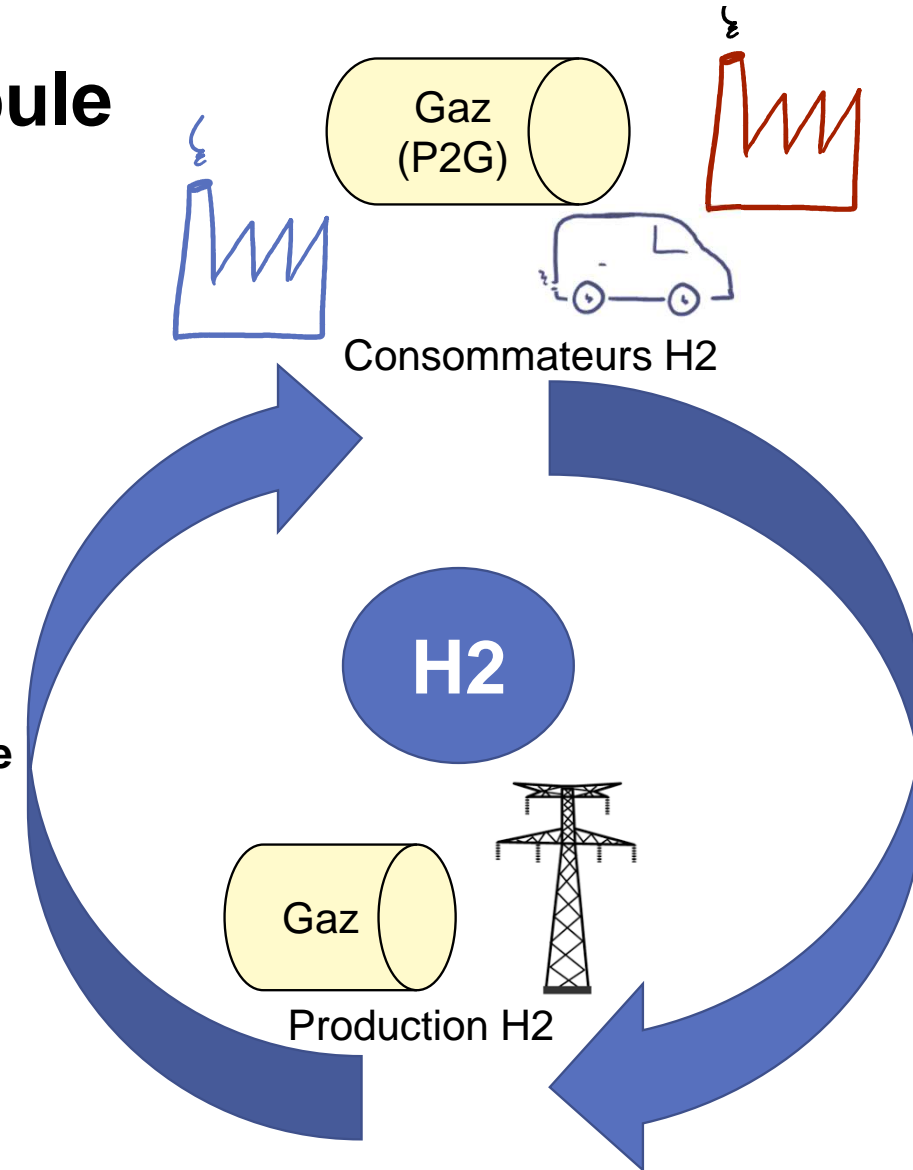 oule
Gaz
(P2G)
Consommateurs H2
H2
e
Gaz
Production H2